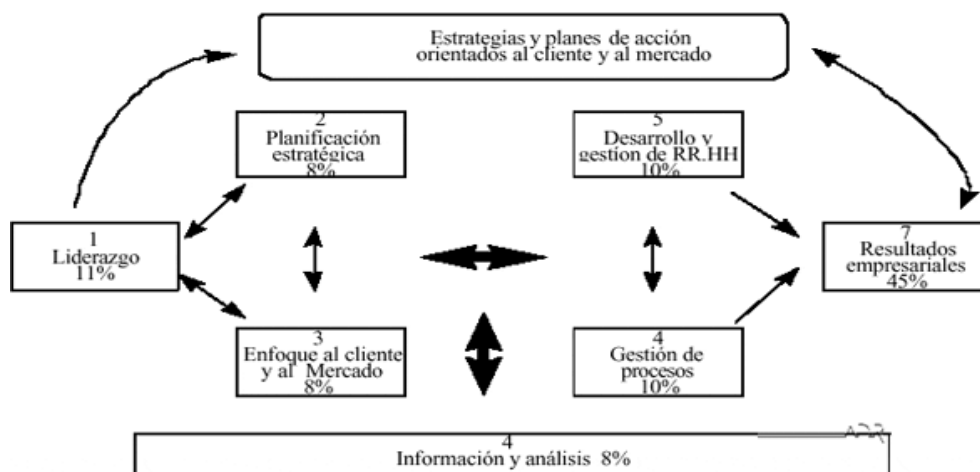 Estrategias y planes de acción
orientados al cliente y al mercado
2
Planificación
estratégica
8%
5
Desarrollo y
gestion de RR.HH
10%
1
Liderazgo
11%
7
Resultados
empresariales
45%
3
Enfoque al cliente
y al Mercado
8%
4
Gestión de
procesos
10%
4
Información y análisis 8%